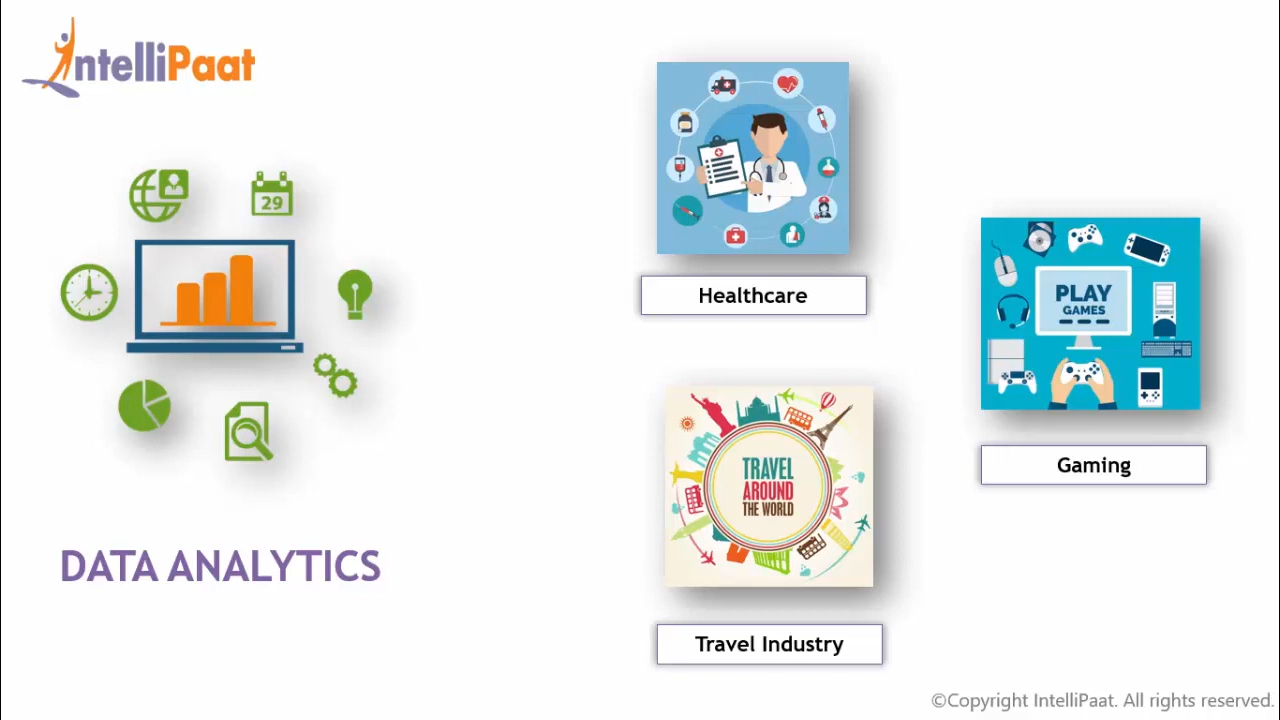 IntelliPaat
29
DATA ANALYTICS
Healthcare
TRAVEL
AROUND
THE WORLD
Travel Industry
PLAY
GAMES
Gaming
©Copyright IntelliPaat. All rights reserved.